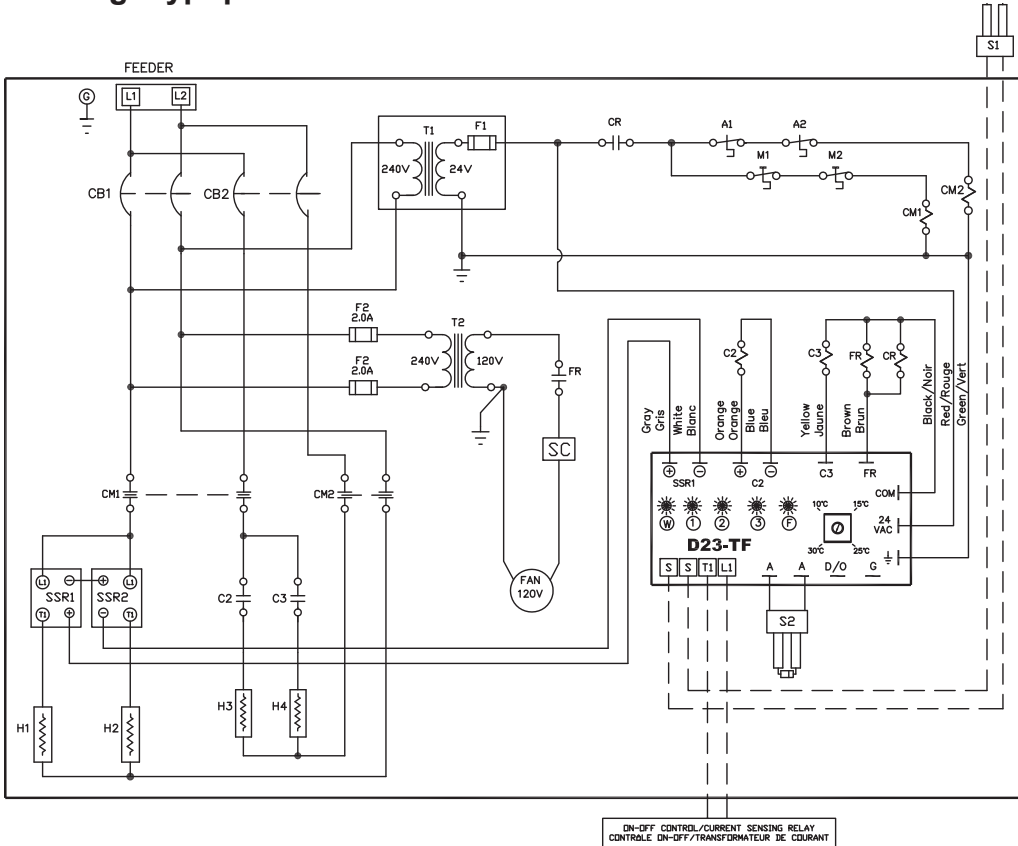 S1
FEEDER
G
L1
L2
T1
F1
CR
A1
A2
M1
M2
240V
24V
CB1
CB2
CM1
CM2
F2
2.0A
T2
240V
120V
F2
2.0A
FR
SC
C2
C3
FR
CR
Gray
Gris
White
Blanc
Orange
Orange
Blue
Bleu
Yellow
Jaune
Brown
Brun
Black/Noir
Red/Rouge
Green/Vert
+
-
+
-
SSR1
C2
C3
FR
COM
W
1
2
3
F
10°C
15°C
24
VAC
D23-TF
30°C
25°C
S
S
T1
L1
A
A
D/O
G
S2
CM1
CM2
L1
-
+
L1
SSR1
SSR2
T1
+
-
T1
C2
C3
FAN
120V
H1
H2
H3
H4
ON-OFF CONTROL/CURRENT SENSING RELAY
CONTROLE ON-OFF/TRANSFORMATEUR DE COURANT